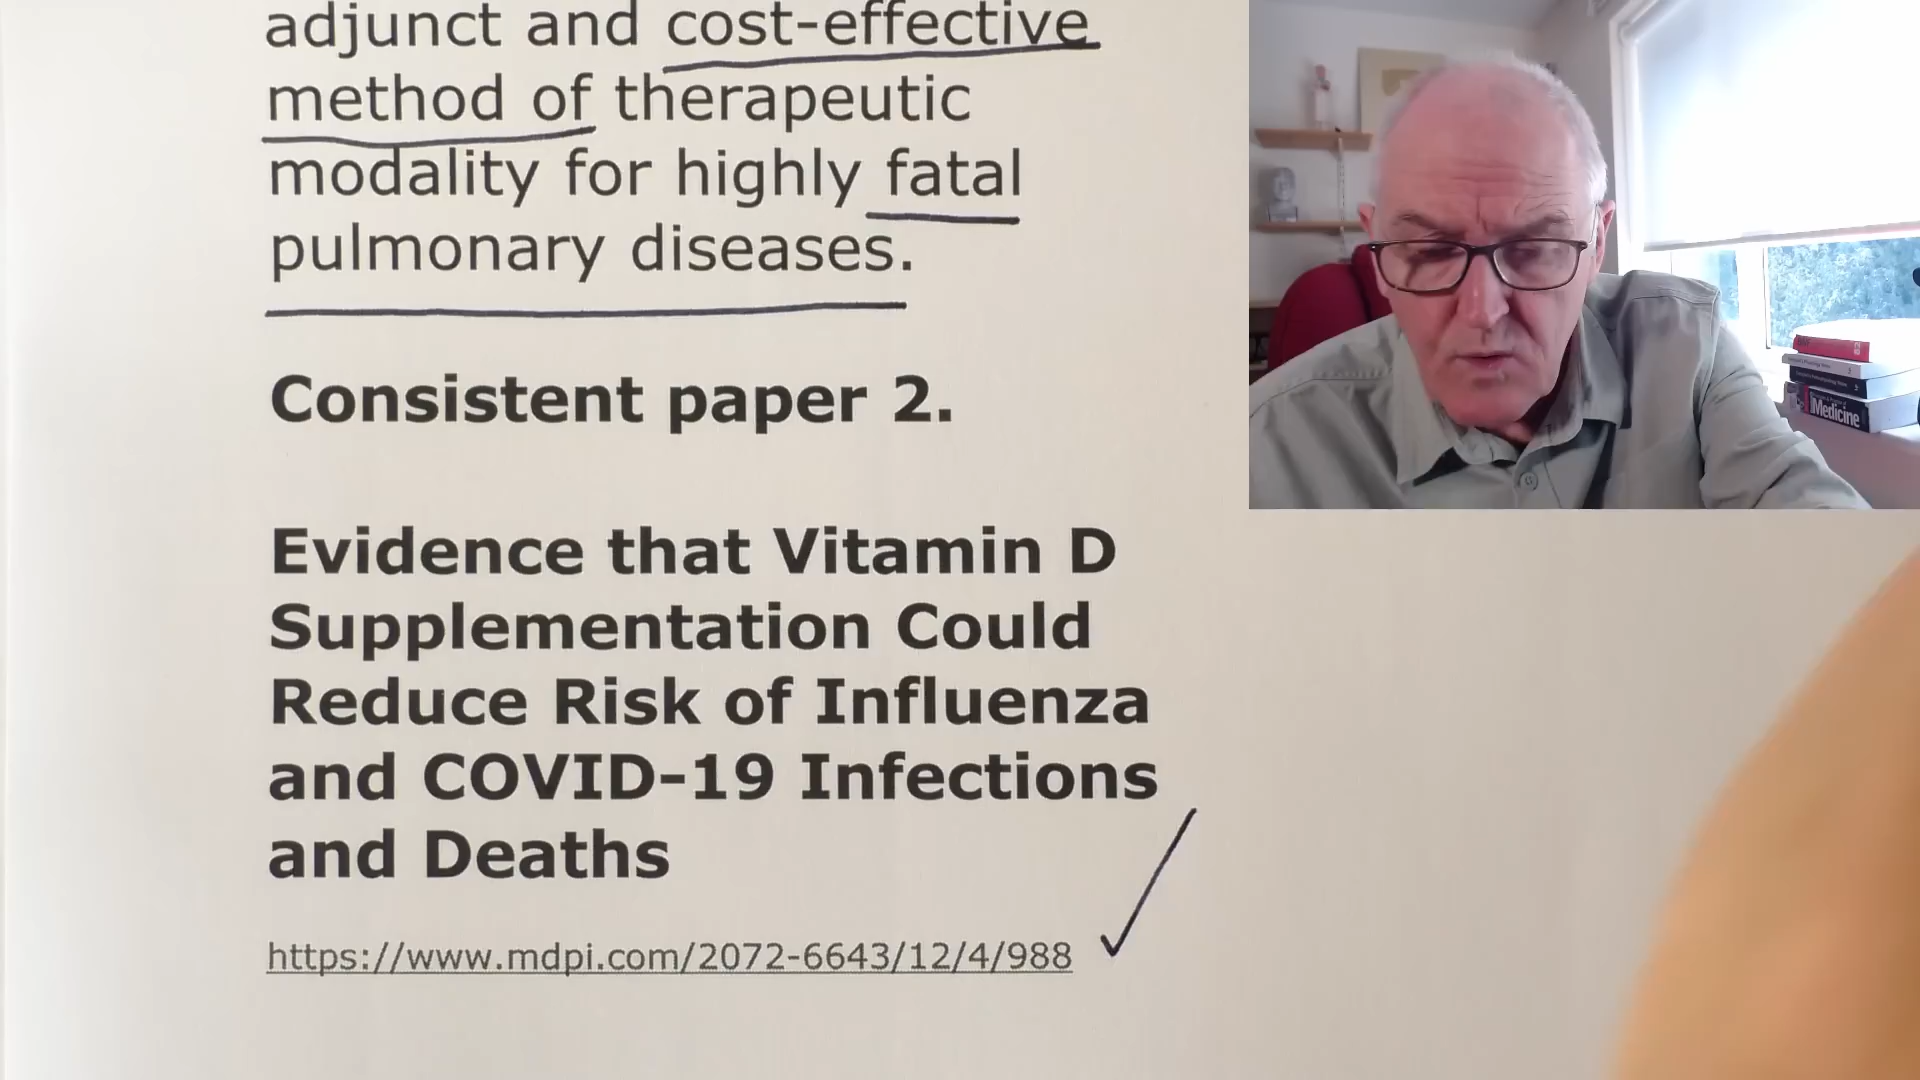 adjunct and cost-effective
method of therapeutic
modality for highly fatal
pulmonary diseases.
Consistent paper 2.
Evidence that Vitamin D
Supplementation Could
Reduce Risk of Influenza
and COVID-19 Infections
and Deaths
https://www.mdpi.com/2072-6643/12/4/988
Medicine